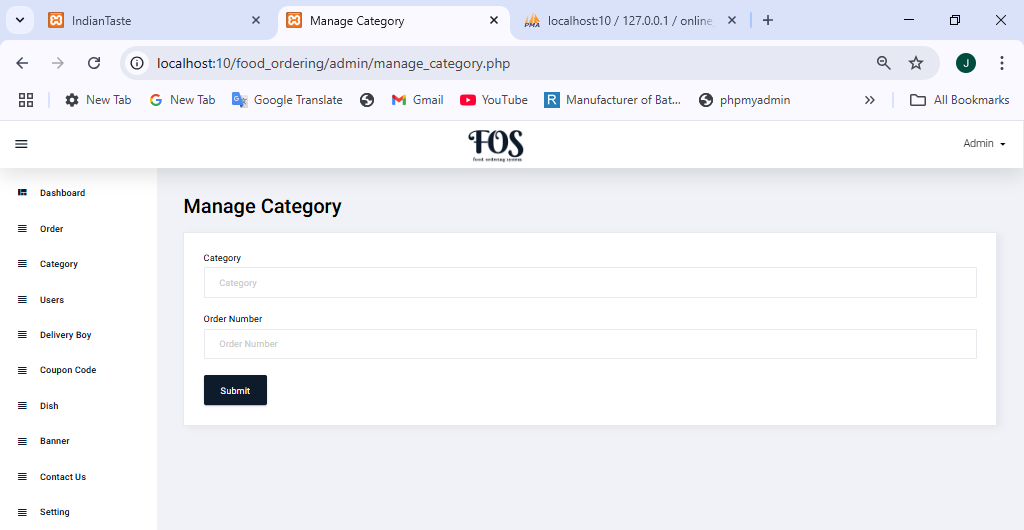 IndianTaste
Manage Category
localhost:10 / 127.0.0.1 / online_
localhost:10/food_ordering/admin/manage_category.php
J
New Tab
New Tab
Google Translate
Gmail
YouTube
R Manufacturer of Bat...
phpmyadmin
All Bookmarks
FOS
food ordering system
Admin
Dashboard
Order
Category
Users
Delivery Boy
Coupon Code
Dish
Banner
Contact Us
Setting
Manage Category
Category
Category
Order Number
Order Number
Submit